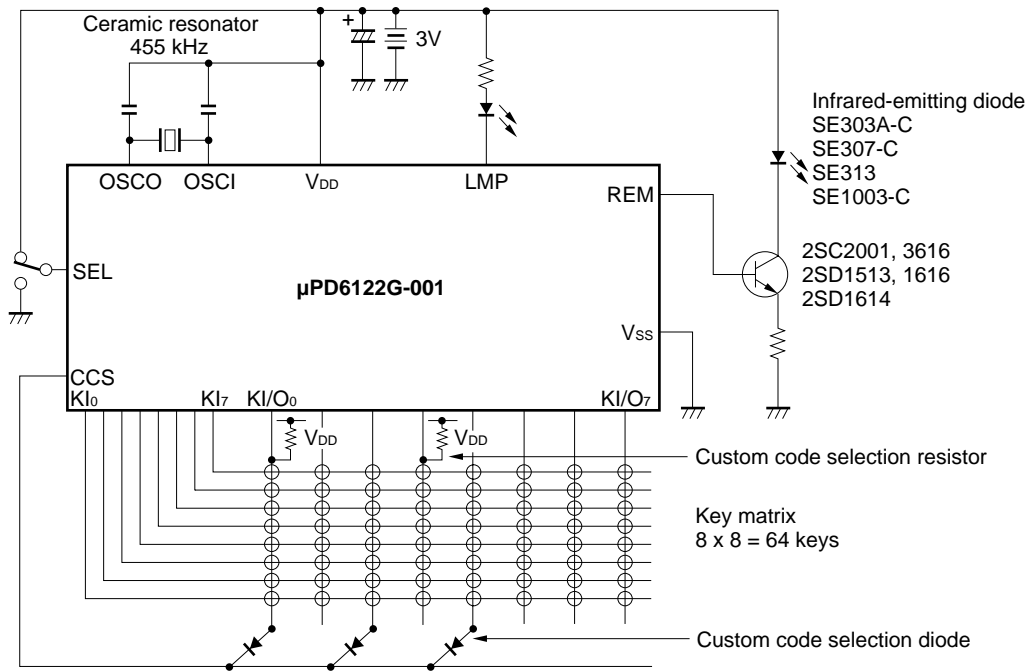 Ceramic resonator
455 kHz
+
3V
Infrared-emitting diode
SE303A-C
SE307-C
SE313
SE1003-C
OSCO
OSCI
VDD
LMP
REM
SEL
µPD6122G-001
2SC2001, 3616
2SD1513, 1616
2SD1614
VSS
CCS
KI0
KI7
KI/O0
KI/O7
VDD
VDD
Custom code selection resistor
Key matrix
8 x 8 = 64 keys
Custom code selection diode